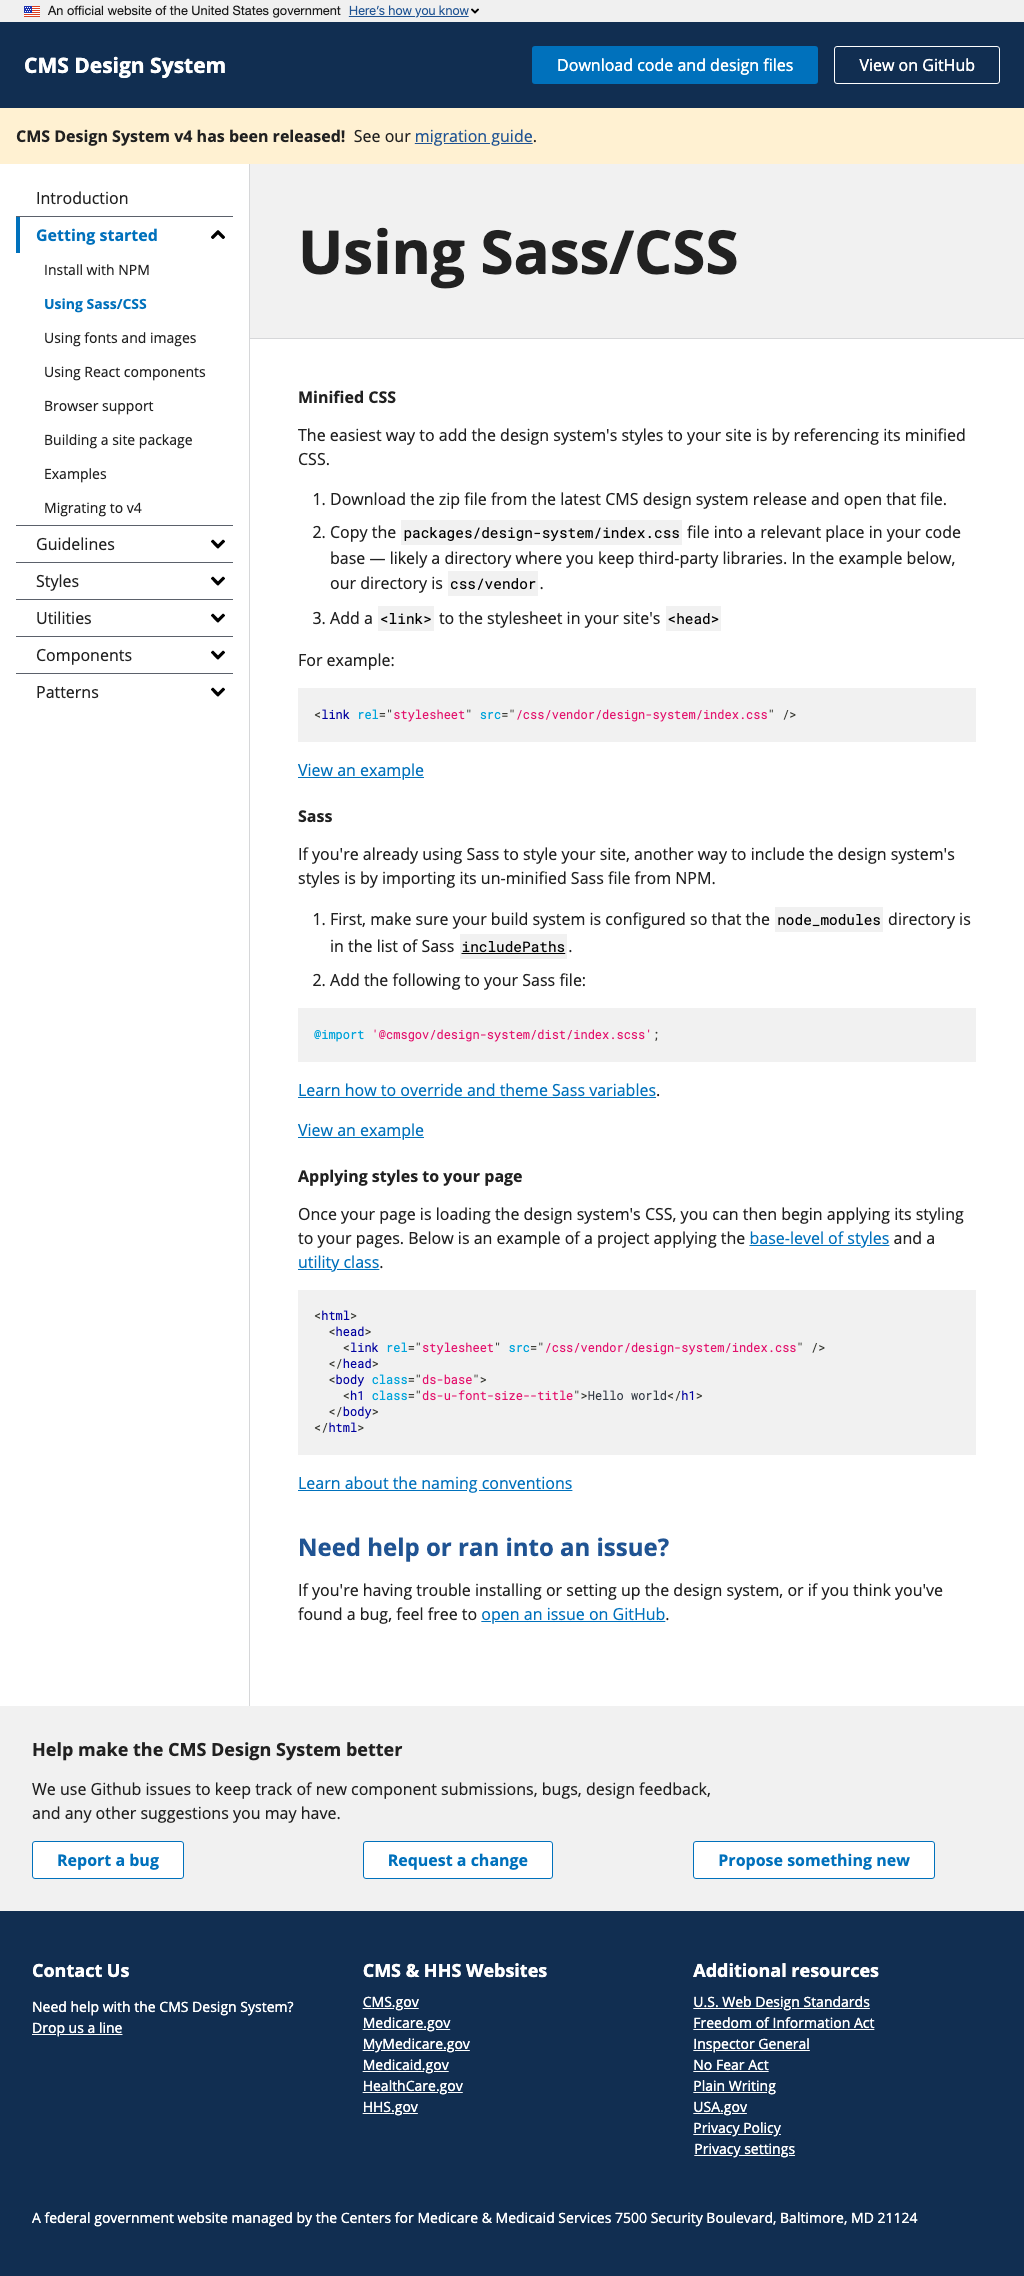 An official website of the United States government Here's how you know
CMS Design System
Download code and design files
View on GitHub
CMS Design System v4 has been released! See our migration guide.
Introduction
Getting started
Install with NPM
Using Sass/CSS
Using fonts and images
Using React components
Browser support
Building a site package
Examples
Migrating to v4
Guidelines
Styles
Utilities
Components
Patterns
Using Sass/CSS
Minified CSS
The easiest way to add the design system's styles to your site is by referencing its minified
CSS.
1. Download the zip file from the latest CMS design system release and open that file.
2. Copy the packages/design-system/index.css file into a relevant place in your code
base — likely a directory where you keep third-party libraries. In the example below,
our directory is css/vendor.
3. Add a <link> to the stylesheet in your site's <head>
For example:
<link rel="stylesheet" src="/css/vendor/design-system/index.css" />
View an example
Sass
If you're already using Sass to style your site, another way to include the design system's
styles is by importing its un-minified Sass file from NPM.
1. First, make sure your build system is configured so that the node_modules directory is
in the list of Sass includePaths.
2. Add the following to your Sass file:
@import '@cmsgov/design-system/dist/index.scss';
Learn how to override and theme Sass variables.
View an example
Applying styles to your page
Once your page is loading the design system's CSS, you can then begin applying its styling
to your pages. Below is an example of a project applying the base-level of styles and a
utility class.
<html>
  <head>
    <link rel="stylesheet" src="/css/vendor/design-system/index.css" />
  </head>
  <body class="ds-base">
    <h1 class="ds-u-font-size--title">Hello world</h1>
  </body>
</html>
Learn about the naming conventions
Need help or ran into an issue?
If you're having trouble installing or setting up the design system, or if you think you've
found a bug, feel free to open an issue on GitHub.
Help make the CMS Design System better
We use Github issues to keep track of new component submissions, bugs, design feedback,
and any other suggestions you may have.
Report a bug
Request a change
Propose something new
Contact Us
Need help with the CMS Design System?
Drop us a line
CMS & HHS Websites
CMS.gov
Medicare.gov
MyMedicare.gov
Medicaid.gov
HealthCare.gov
HHS.gov
Additional resources
U.S. Web Design Standards
Freedom of Information Act
Inspector General
No Fear Act
Plain Writing
USA.gov
Privacy Policy
Privacy settings
A federal government website managed by the Centers for Medicare & Medicaid Services 7500 Security Boulevard, Baltimore, MD 21124